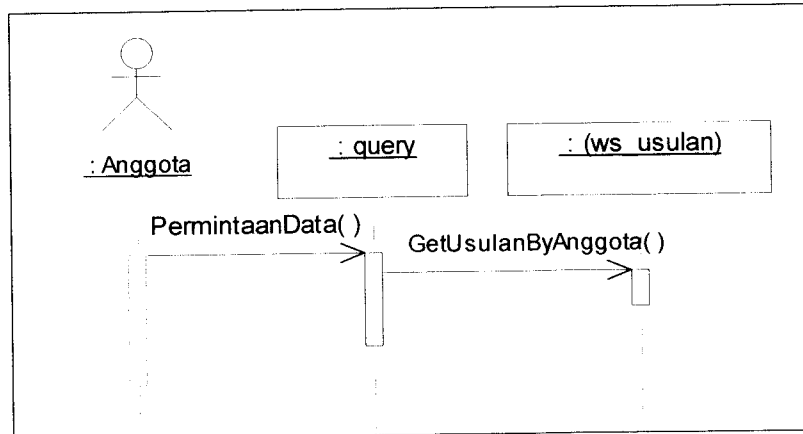 : Anggota
: query
: (ws_usulan)
PermintaanData( )
GetUsulanByAnggota( )